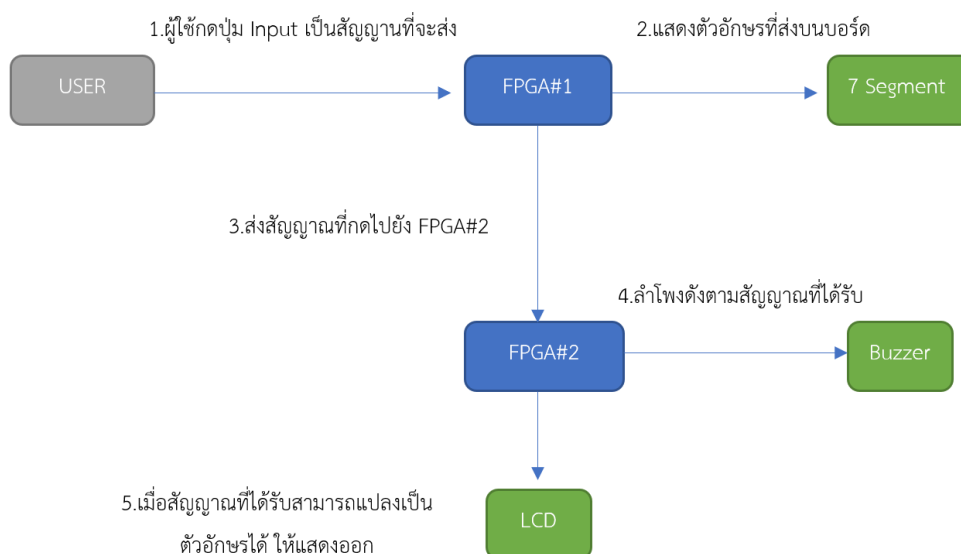 1.ผู้ใช้กดปุ่ม Input เป็นสัญญานที่จะส่ง
2.แสดงตัวอักษรที่ส่งบนบอร์ด
USER
FPGA#1
7 Segment
3.ส่งสัญญาณที่กดไปยัง FPGA#2
4.ลำโพงดังตามสัญญาณที่ได้รับ
FPGA#2
Buzzer
5.เมื่อสัญญาณที่ได้รับสามารถแปลงเป็น
ตัวอักษรได้ ให้แสดงออก
LCD